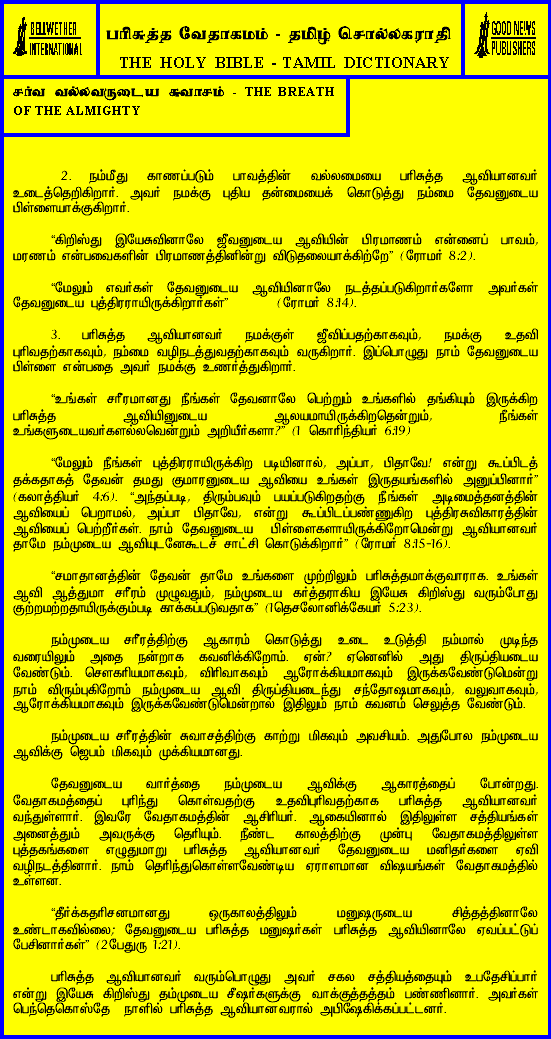 BELLWETHER
INTERNATIONAL
பரிசுத்த வேதாகமம் - தமிழ் சொல்லகராதி
THE HOLY BIBLE - TAMIL DICTIONARY
GOOD NEWS
PUBLISHERS
சர்வ வல்லவருடைய சுவாசம் - THE BREATH
OF THE ALMIGHTY
2. நம்மீது காணப்படும் பாவத்தின் வல்லமையை பரிசுத்த ஆவியானவர்
உடைத்தெறிகிறார். அவர் நமக்கு புதிய தன்மையைக் கொடுத்து நம்மை தேவனுடைய
பிள்ளையாக்குகிறார்.
“கிறிஸ்து இயேசுவினாலே ஜீவனுடைய ஆவியின் பிரமாணம் என்னைப் பாவம்,
மரணம் என்பவைகளின் பிரமாணத்தினின்று விடுதலையாக்கிற்றே” (ரோமர் 8:2).
“மேலும் எவர்கள் தேவனுடைய ஆவியினாலே நடத்தப்படுகிறார்களோ அவர்கள்
தேவனுடைய புத்திரராயிருக்கிறார்கள்” (ரோமர் 8:14).
3. பரிசுத்த ஆவியானவர் நமக்குள் ஜீவிப்பதற்காகவும், நமக்கு உதவி
புரிவதற்காகவும், நம்மை வழிநடத்துவதற்காகவும் வருகிறார். இப்பொழுது நாம் தேவனுடைய
பிள்ளை என்பதை அவர் நமக்கு உணர்த்துகிறார்.
“உங்கள் சரீரமானது நீங்கள் தேவனாலே பெற்றும் உங்களில் தங்கியும் இருக்கிற
பரிசுத்த ஆவியினுடைய ஆலயமாயிருக்கிறதென்றும், நீங்கள்
உங்களுடையவர்களல்லவென்றும் அறியீர்களா?” (1 கொரிந்தியர் 6:19)
“மேலும் நீங்கள் புத்திரராயிருக்கிற படியினால், அப்பா, பிதாவே! என்று கூப்பிடத்
தக்கதாகத் தேவன் தமது குமாரனுடைய ஆவியை உங்கள் இருதயங்களில் அனுப்பினார்”
(கலாத்தியர் 4:6). “அந்தப்படி, திரும்பவும் பயப்படுகிறதற்கு நீங்கள் அடிமைத்தனத்தின்
ஆவியைப் பெறாமல், அப்பா பிதாவே, என்று கூப்பிடப்பண்ணுகிற புத்திரசுவிகாரத்தின்
ஆவியைப் பெற்றீர்கள். நாம் தேவனுடைய பிள்ளைகளாயிருக்கிறோமென்று ஆவியானவர்
தாமே நம்முடைய ஆவியுடனேகூடச் சாட்சி கொடுக்கிறார்” (ரோமர் 8:15-16).
“சமாதானத்தின் தேவன் தாமே உங்களை முற்றிலும் பரிசுத்தமாக்குவாராக. உங்கள்
ஆவி ஆத்துமா சரீரம் முழுவதும், நம்முடைய கர்த்தராகிய இயேசு கிறிஸ்து வரும்போது
குற்றமற்றதாயிருக்கும்படி காக்கப்படுவதாக” (1தெசலோனிக்கேயர் 5:23).
நம்முடைய சரீரத்திற்கு ஆகாரம் கொடுத்து உடை உடுத்தி நம்மால் முடிந்த
வரையிலும் அதை நன்றாக கவனிக்கிறோம். ஏன்? ஏனெனில் அது திருப்தியடைய
வேண்டும். சௌகரியமாகவும், விரிவாகவும் ஆரோக்கியமாகவும் இருக்கவேண்டுமென்று
நாம் விரும்புகிறோம் நம்முடைய ஆவி திருப்தியடைந்து சந்தோஷமாகவும், வலுவாகவும்,
ஆரோக்கியமாகவும் இருக்கவேண்டுமென்றால் இதிலும் நாம் கவனம் செலுத்த வேண்டும்.
நம்முடைய சரீரத்தின் சுவாசத்திற்கு காற்று மிகவும் அவசியம். அதுபோல நம்முடைய
ஆவிக்கு ஜெபம் மிகவும் முக்கியமானது.
தேவனுடைய வார்த்தை நம்முடைய ஆவிக்கு ஆகாரத்தைப் போன்றது.
வேதாகமத்தைப் புரிந்து கொள்வதற்கு உதவிபுரிவதற்காக பரிசுத்த ஆவியானவர்
வந்துள்ளார். இவரே வேதாகமத்தின் ஆசிரியர். ஆகையினால் இதிலுள்ள சத்தியங்கள்
அனைத்தும் அவருக்கு தெரியும். நீண்ட காலத்திற்கு முன்பு வேதாகமத்திலுள்ள
புத்தகங்களை எழுதுமாறு பரிசுத்த ஆவியானவர் தேவனுடைய மனிதர்களை ஏவி
வழிநடத்தினார். நாம் தெரிந்துகொள்ளவேண்டிய ஏராளமான விஷயங்கள் வேதாகமத்தில்
உள்ளன.
“தீர்க்கதரிசனமானது ஒருகாலத்திலும் மனுஷருடைய சித்தத்தினாலே
உண்டாகவில்லை; தேவனுடைய பரிசுத்த மனுஷர்கள் பரிசுத்த ஆவியினாலே ஏவப்பட்டுப்
பேசினார்கள்” (2பேதுரு 1:21).
பரிசுத்த ஆவியானவர் வரும்பொழுது அவர் சகல சத்தியத்தையும் உபதேசிப்பார்
என்று இயேசு கிறிஸ்து தம்முடைய சீஷர்களுக்கு வாக்குத்தத்தம் பண்ணினார். அவர்கள்
பெந்தெகொஸ்தே நாளில் பரிசுத்த ஆவியானவரால் அபிஷேகிக்கப்பட்டனர்.